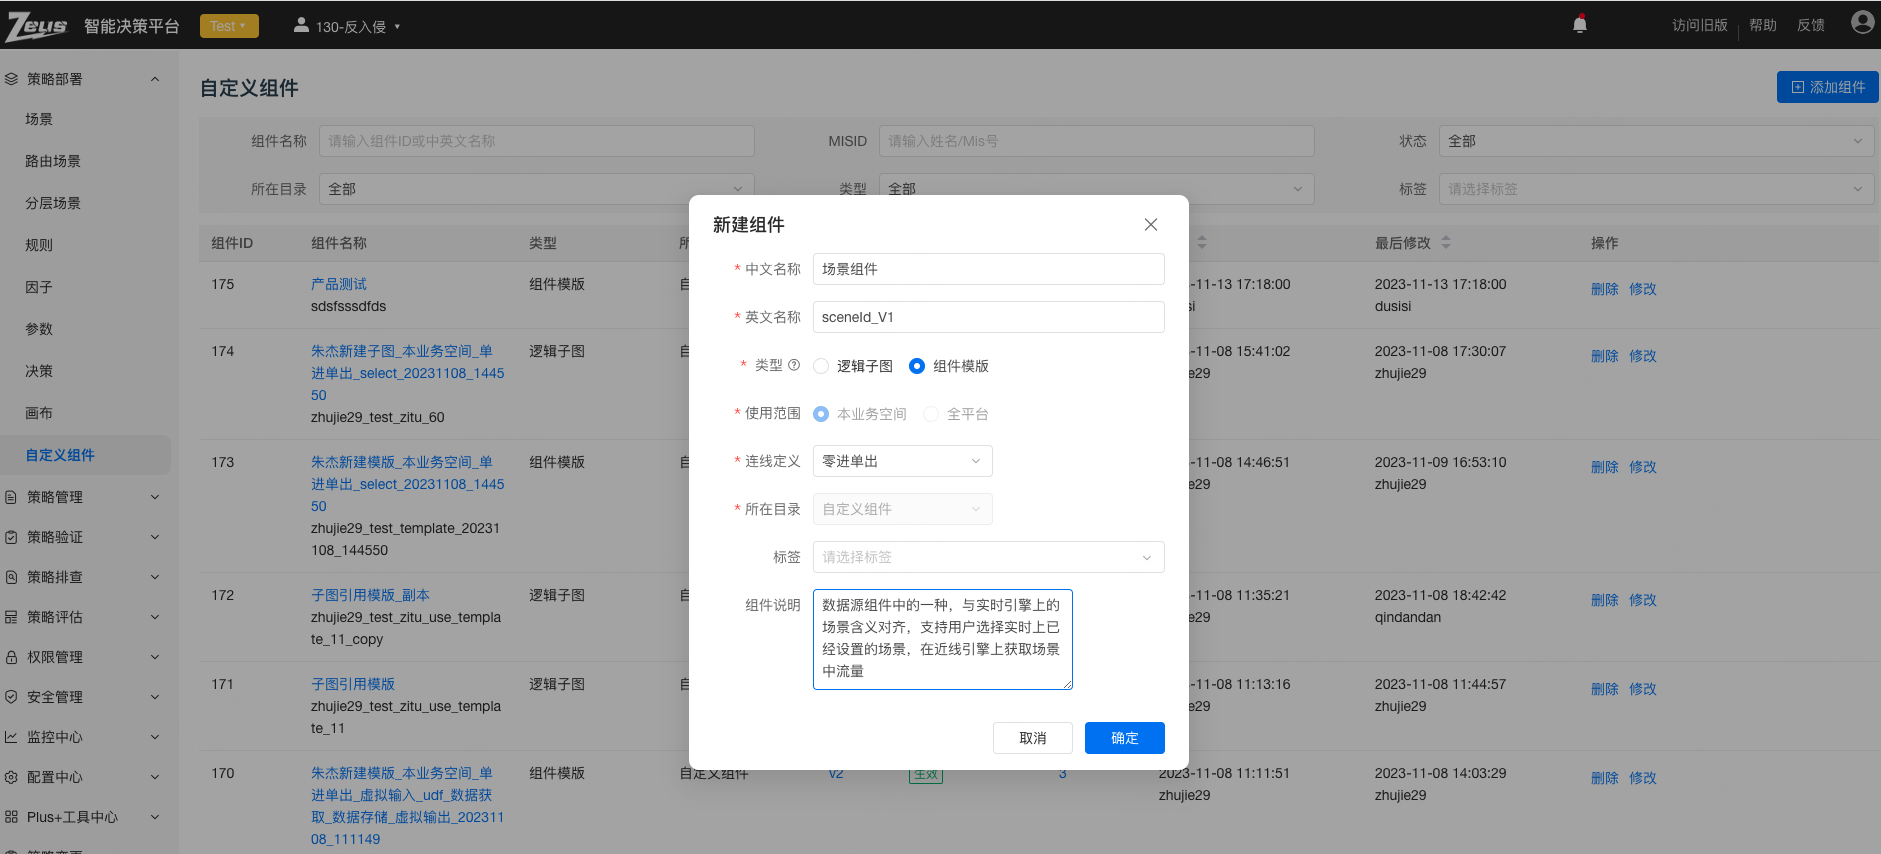 Zeus 智能决策平台 Test 130-反入侵 访问旧版 帮助 反馈
策略部署
场景
路由场景
分层场景
规则
因子
参数
决策
画布
自定义组件
策略管理
策略验证
策略排查
策略评估
权限管理
安全管理
监控中心
配置中心
Plus+工具中心
自定义组件
添加组件
组件名称 请输入组件ID或中英文名称 MISID 请输入姓名/Mis号 状态 全部
所在目录 全部 类型 全部 标签 请选择标签
组件ID 组件名称 类型 最后修改 操作
175 产品测试 组件模版 -11-13 17:18:00 2023-11-13 17:18:00 删除 修改
sdsfsssdfds si dusisi
174 朱杰新建子图_本业务空间_单 逻辑子图 -11-08 15:41:02 2023-11-08 17:30:07 删除 修改
进单出_select_20231108_1445 e29 zhujie29
50
zhujie29_test_zitu_60
173 朱杰新建模版_本业务空间_单 组件模版 -11-08 14:46:51 2023-11-09 16:53:10 删除 修改
进单出_select_20231108_1445 e29 zhujie29
50
zhujie29_test_template_20231
108_144550
172 子图引用模版_副本 逻辑子图 -11-08 11:35:21 2023-11-08 18:42:42 删除 修改
zhujie29_test_zitu_use_templa e29 qindandan
te_11_copy
171 子图引用模版 逻辑子图 -11-08 11:13:16 2023-11-08 11:44:57 删除 修改
zhujie29_test_zitu_use_templa e29 zhujie29
te_11
170 朱杰新建模版_本业务空间_单 组件模版 自定义组件 V2 生效 3 2023-11-08 11:11:51 2023-11-08 14:03:29 删除 修改
进单出_虚拟输入_udf_数据获 zhujie29 zhujie29
取_数据存储_虚拟输出_202311
08_111149
新建组件
* 中文名称 场景组件
* 英文名称 sceneId_V1
* 类型 逻辑子图 组件模版
* 使用范围 本业务空间 全平台
* 连线定义 零进单出
* 所在目录 自定义组件
标签 请选择标签
组件说明 数据源组件中的一种，与实时引擎上的
场景含义对齐，支持用户选择实时上已
经设置的场景，在近线引擎上获取场景
中流量
取消 确定